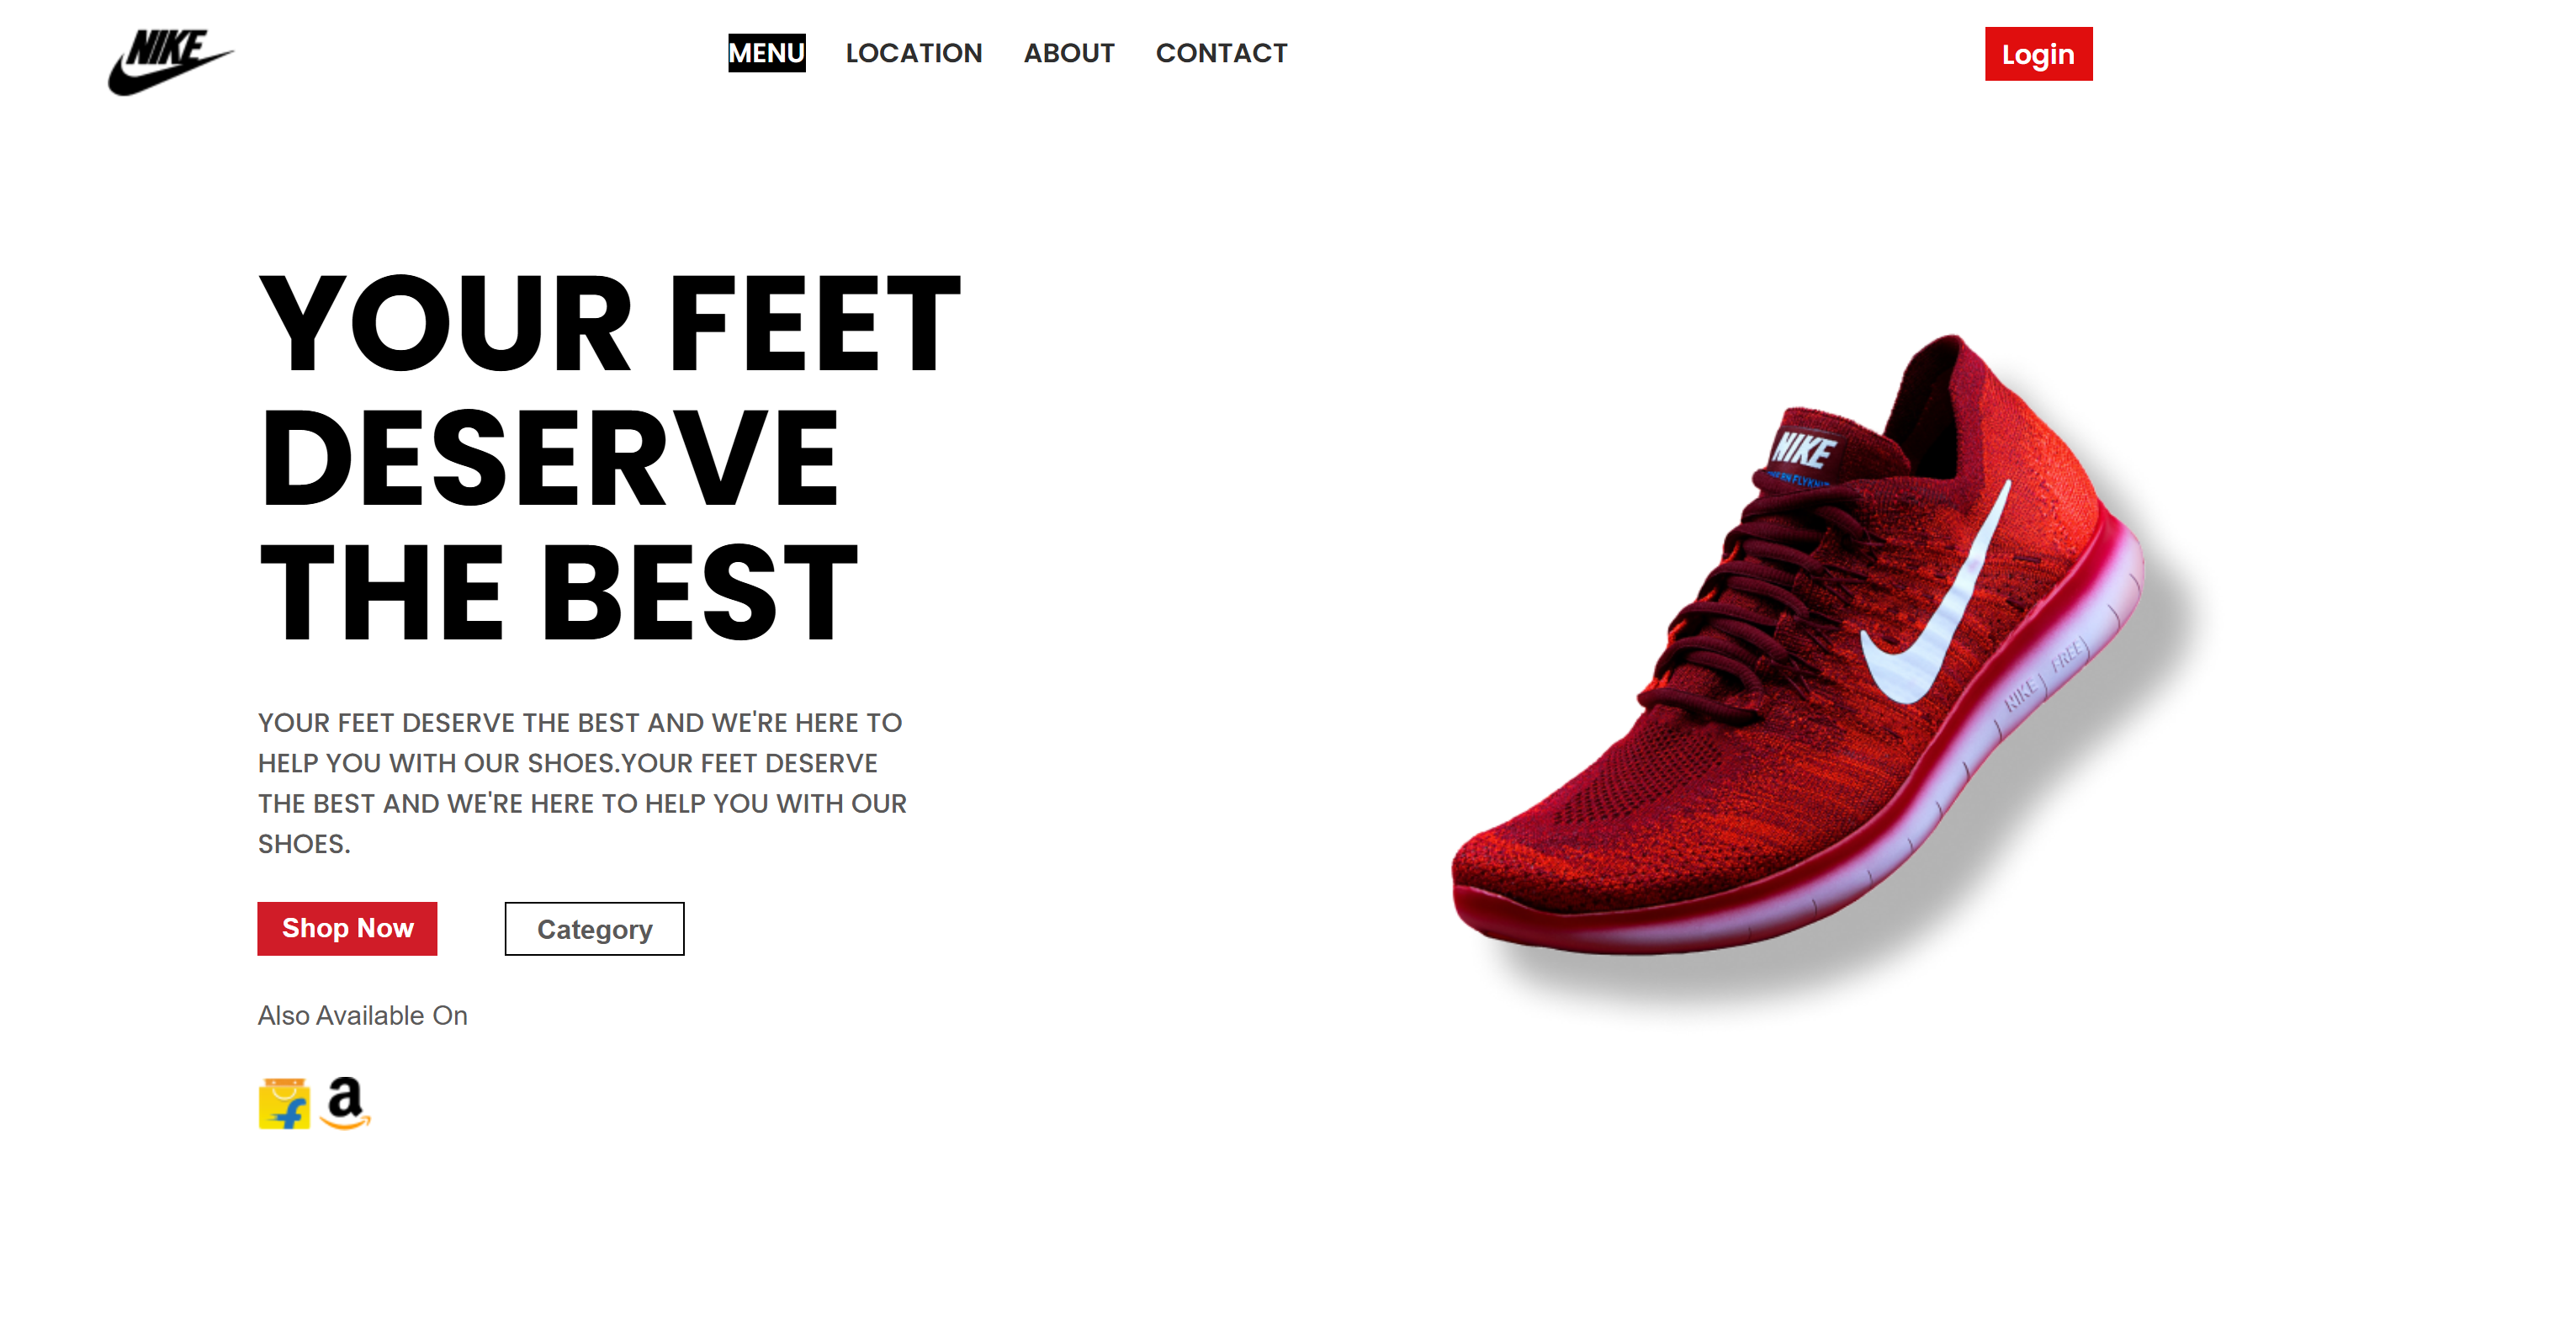 NIKE
MENU LOCATION ABOUT CONTACT
Login
YOUR FEET
DESERVE
THE BEST
YOUR FEET DESERVE THE BEST AND WE'RE HERE TO
HELP YOU WITH OUR SHOES.YOUR FEET DESERVE
THE BEST AND WE'RE HERE TO HELP YOU WITH OUR
SHOES.
Shop Now
Category
Also Available On
f
a
NIKE
NIKE FREE